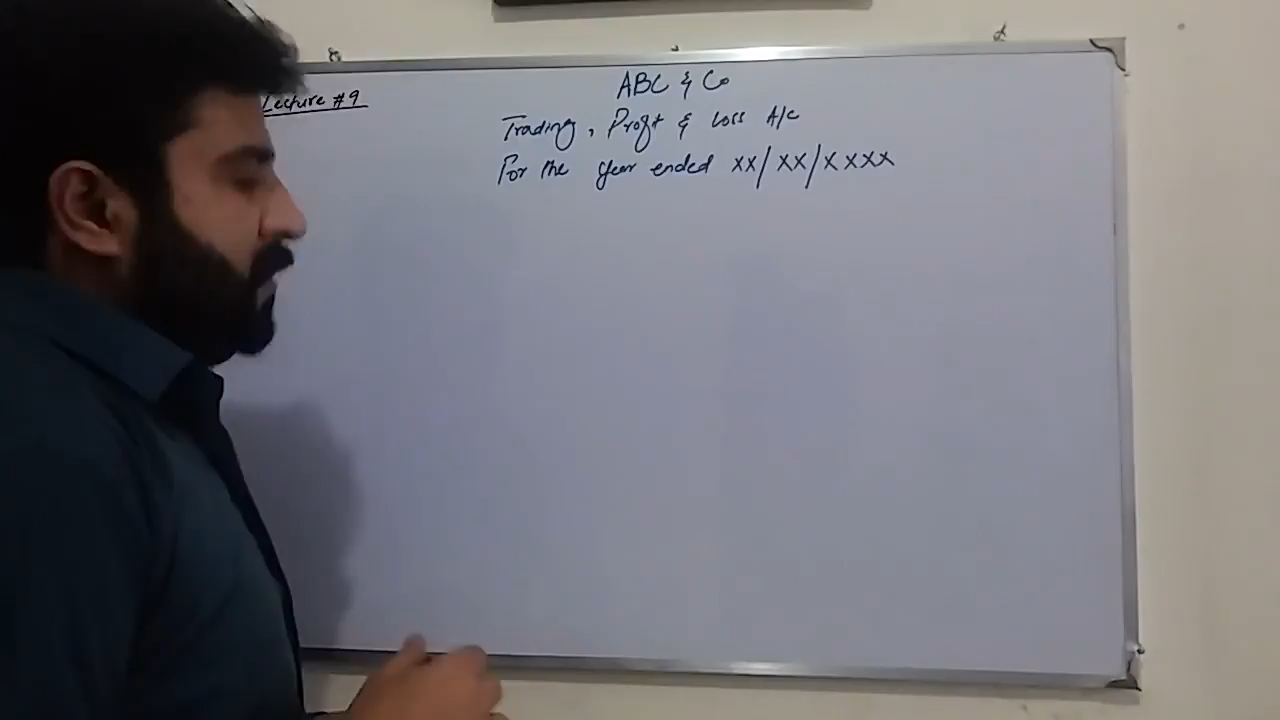 Lecture #9
ABC & Co
Trading, Profit & Loss A/c
For the year ended xx/xx/xxxx